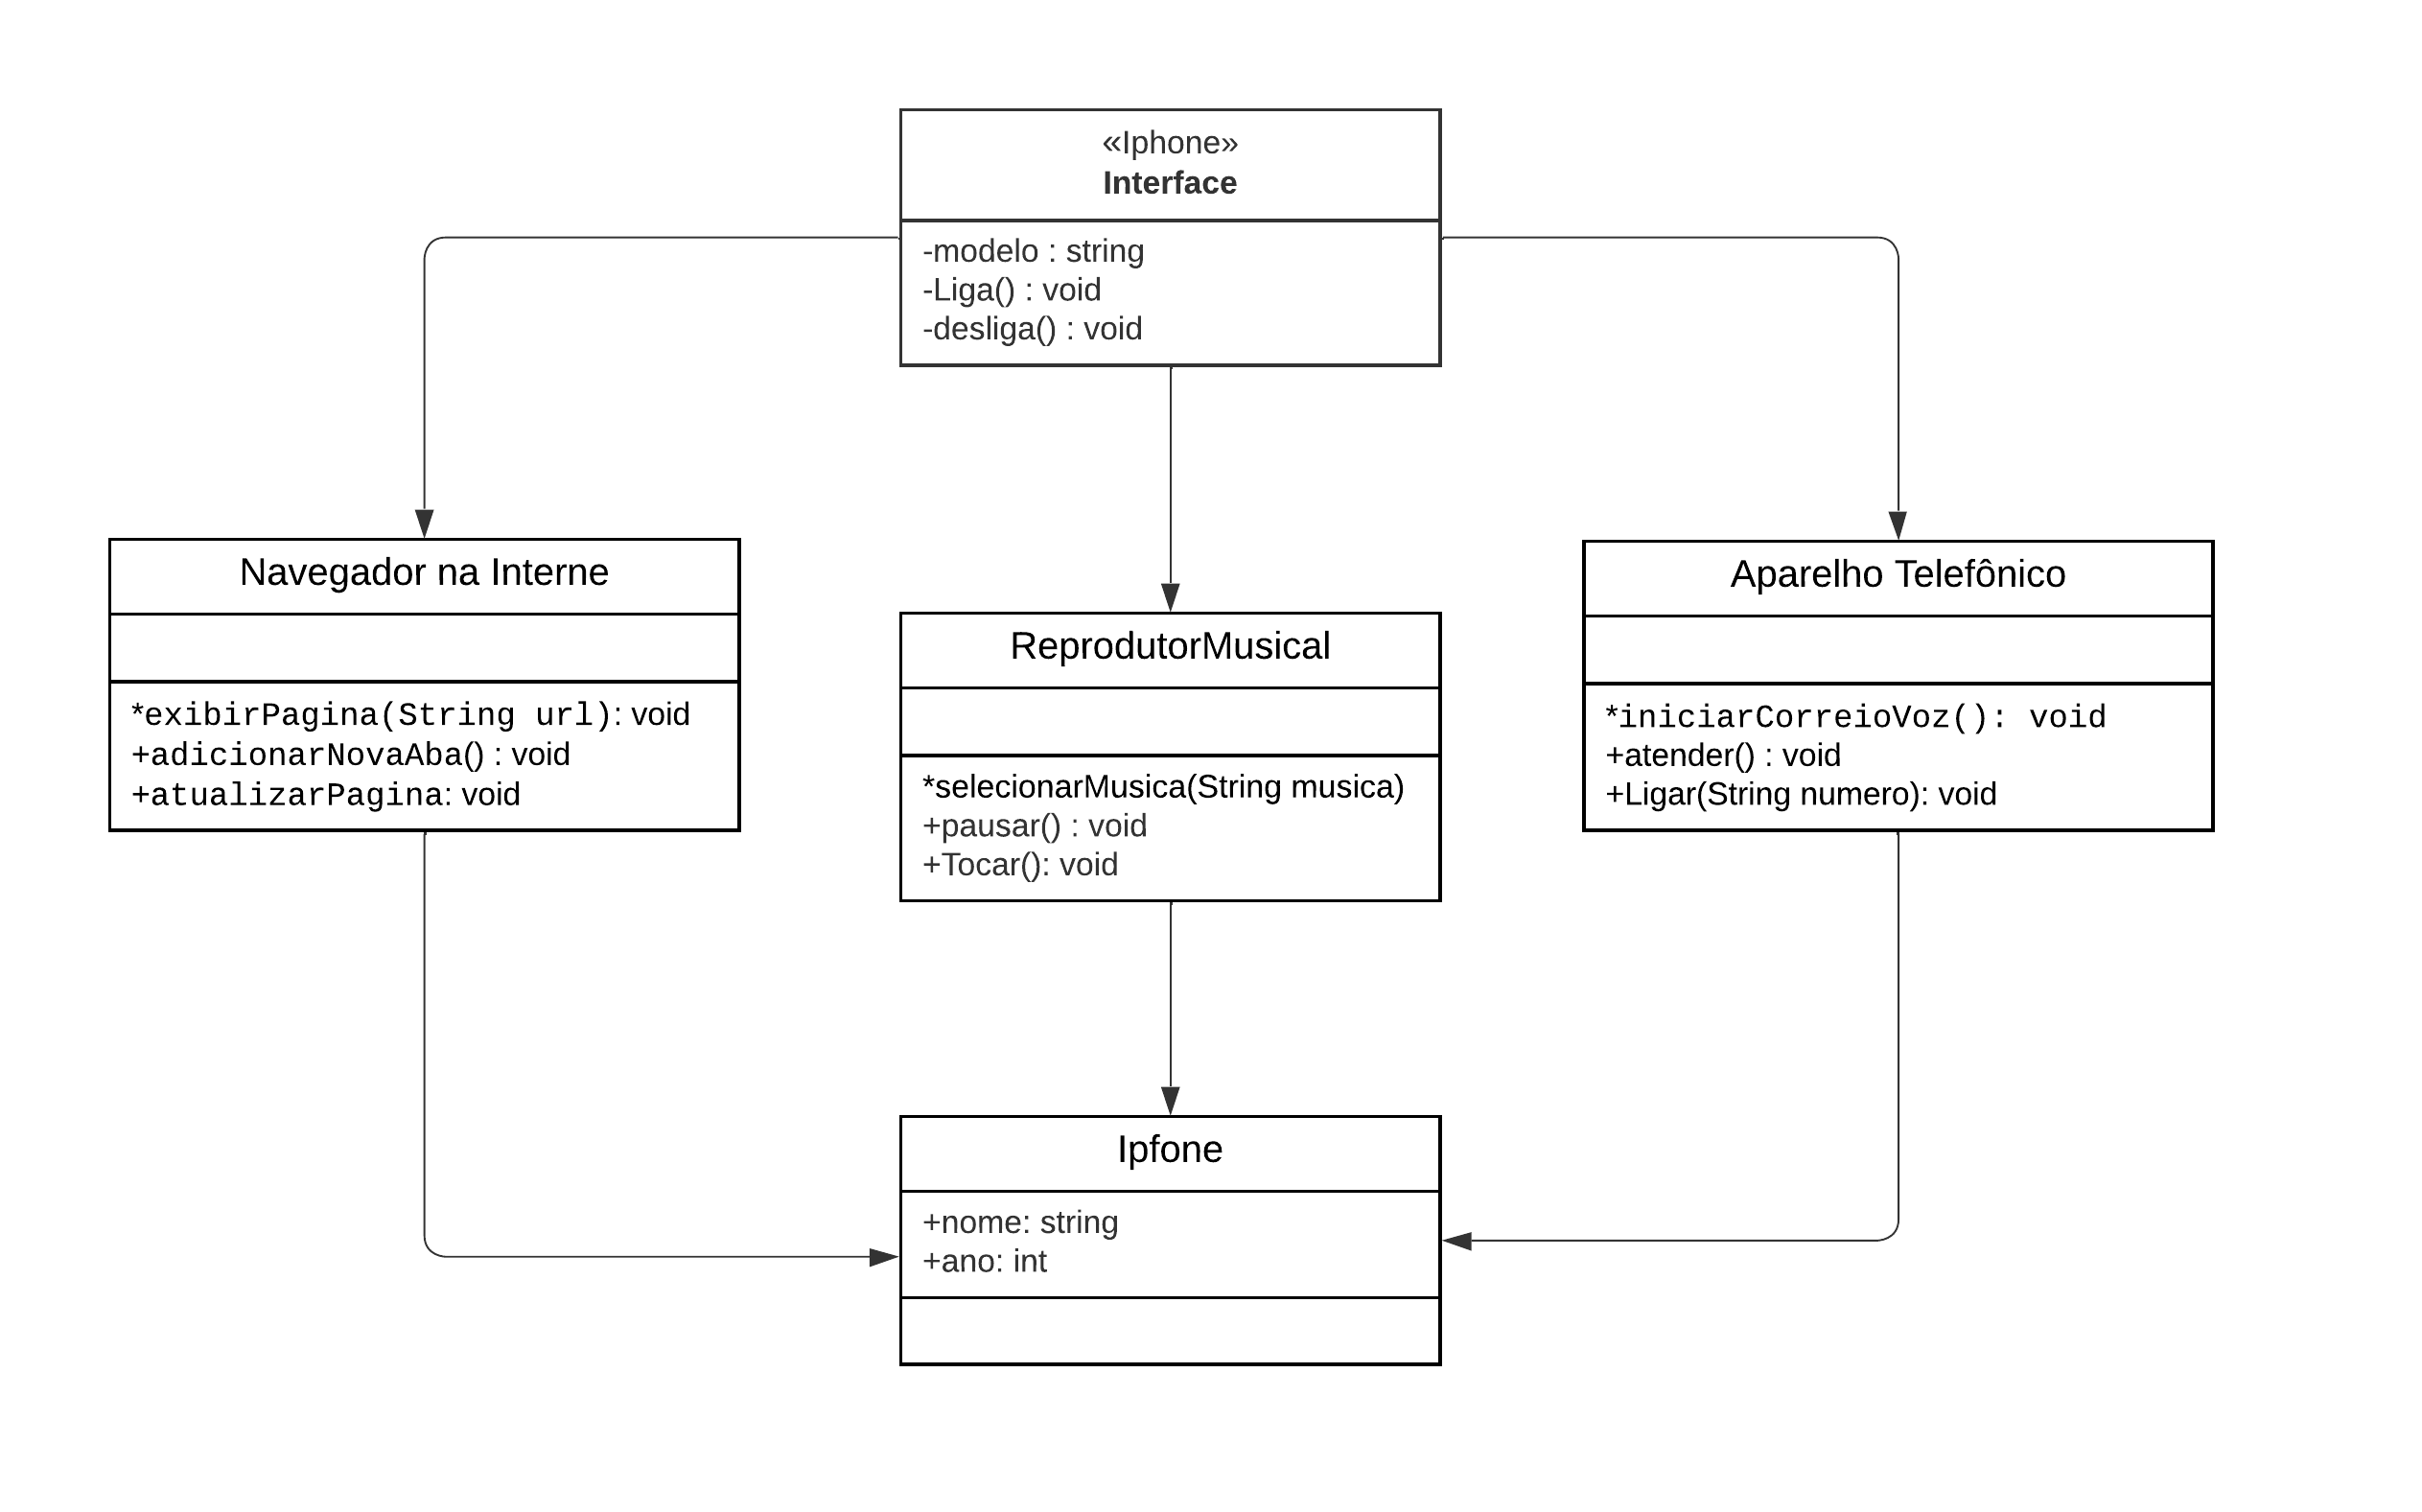 «Iphone»
Interface
-modelo : string
-Liga() : void
-desliga() : void
Navegador na Interne
*exibirPagina(String url): void
+adicionarNovaAba() : void
+atualizarPagina: void
ReprodutorMusical
*selecionarMusica(String musica)
+pausar() : void
+Tocar(): void
Aparelho Telefônico
*iniciarCorreioVoz(): void
+atender() : void
+Ligar(String numero): void
Ipfone
+nome: string
+ano: int